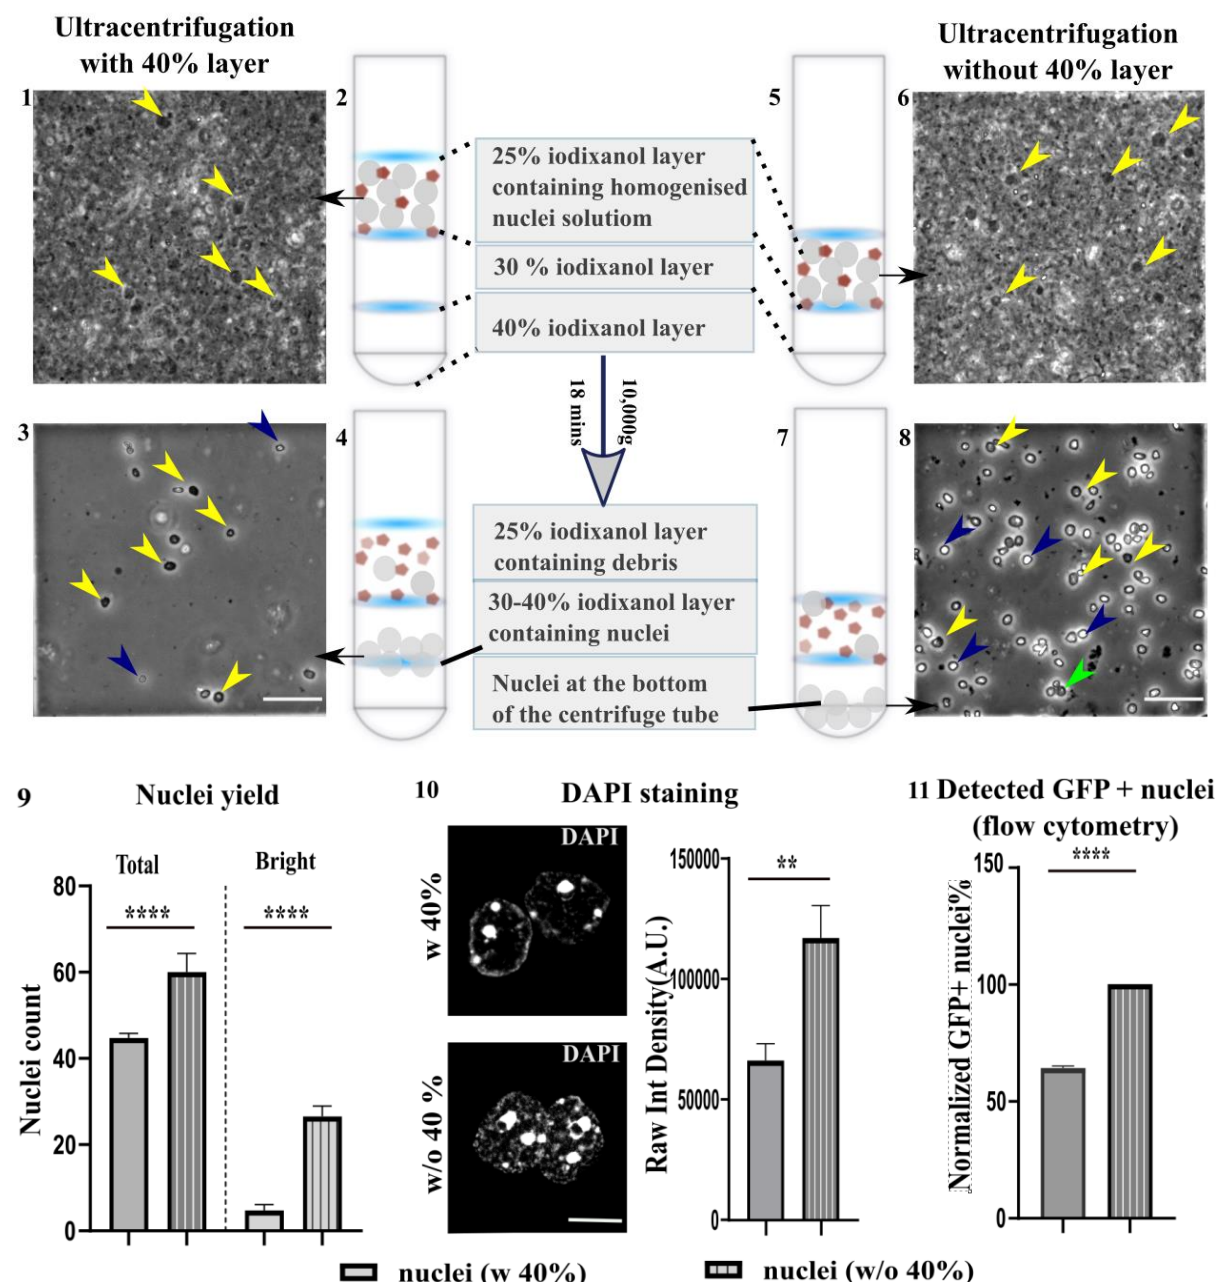 Ultracentrifugation
with 40% layer
Ultracentrifugation
without 40% layer
1
2
5
6
25% iodixanol layer
containing homogenised
nuclei solutiom
30 % iodixanol layer
40% iodixanol layer
18 mins
10,000g
3
4
7
8
25% iodixanol layer
containing debris
30-40% iodixanol layer
containing nuclei
Nuclei at the bottom
of the centrifuge tube
9
Nuclei yield
Total
Bright
****
****
Nuclei count
80
60
40
20
0
10
DAPI staining
w 40%
DAPI
w/o 40 %
DAPI
Raw Int Density(A.U.)
150000
100000
50000
0
**
11 Detected GFP + nuclei
(flow cytometry)
Normalized GFP+ nuclei%
150
100
50
0
****
nuclei (w 40%)
nuclei (w/o 40%)